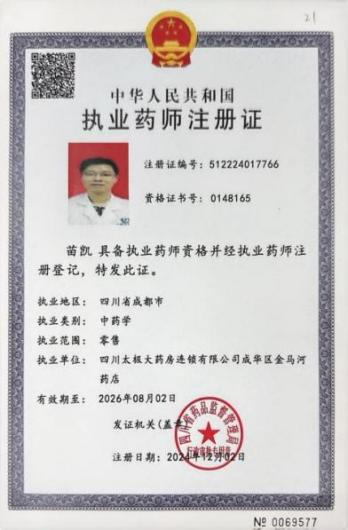 21
中华人民共和国
执业药师注册证
注册证编号：512224017766
资格证书号：0148165
苗凯 具备执业药师资格并经执业药师注
册登记，特发此证。
执业地区：四川省成都市
执业类别：中药学
执业范围：零售
执业单位：四川太极大药房连锁有限公司成华区金马河
药店
有效期至：2026年08月02日
发证机关(盖章)
四川省药品监督管理局
行政审批专用章
注册日期：2024年12月02日
№ 0069577